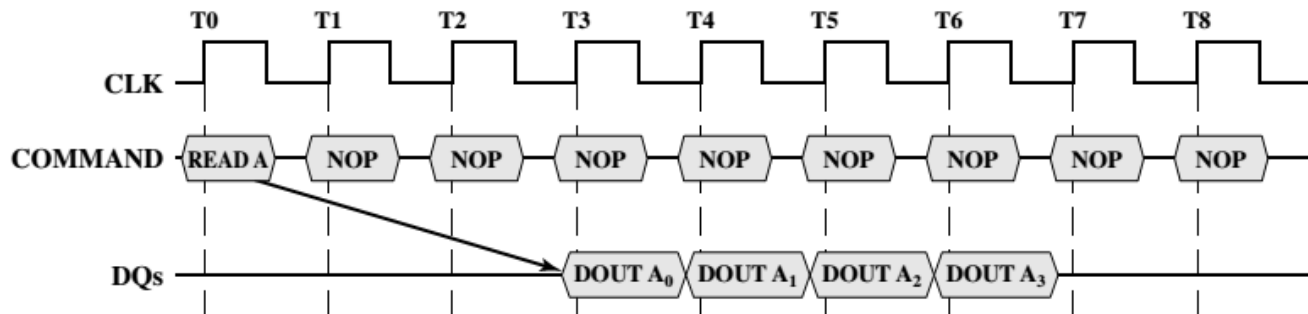 T0 T1 T2 T3 T4 T5 T6 T7 T8
CLK
COMMAND READ A NOP NOP NOP NOP NOP NOP NOP NOP
DQs DOUT A₀ DOUT A₁ DOUT A₂ DOUT A₃